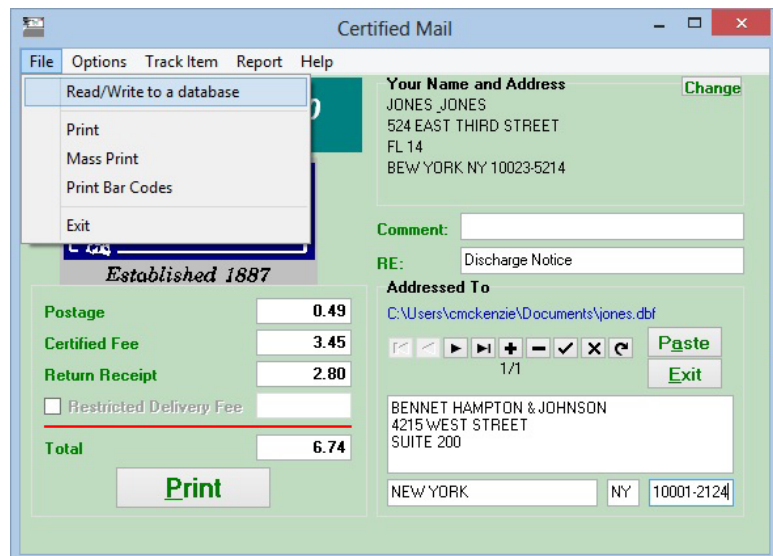 Certified Mail
File Options Track Item Report Help
Read/Write to a database
Print
Mass Print
Print Bar Codes
Exit
Established 1887
Your Name and Address
Change
JONES_JONES
524 EAST THIRD STREET
FL 14
BEW YORK NY 10023-5214
Comment:
RE: Discharge Notice
Postage 0.49
Certified Fee 3.45
Return Receipt 2.80
Restricted Delivery Fee
Total 6.74
Print
Addressed To
C:\Users\cmckenzie\Documents\jones.dbf
1/1
Paste
Exit
BENNET HAMPTON & JOHNSON
4215 WEST STREET
SUITE 200
NEW YORK NY 10001-2124